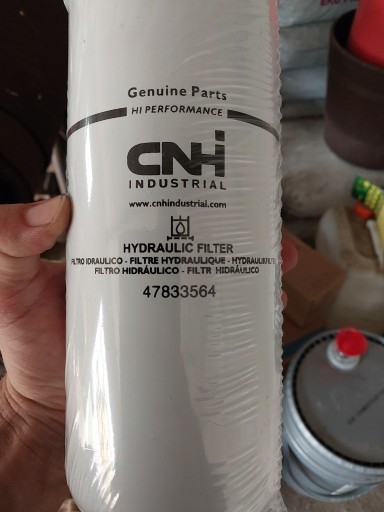 Genuine Parts
HI PERFORMANCE
CNH
INDUSTRIAL
www.cnhindustrial.com
HYDRAULIC FILTER
FILTRO IDRAULICO - FILTRE HYDRAULIQUE - HYDRAULIKFILTER
FILTRO HIDRÁULICO - FILTR HIDRÁULICO
47833564